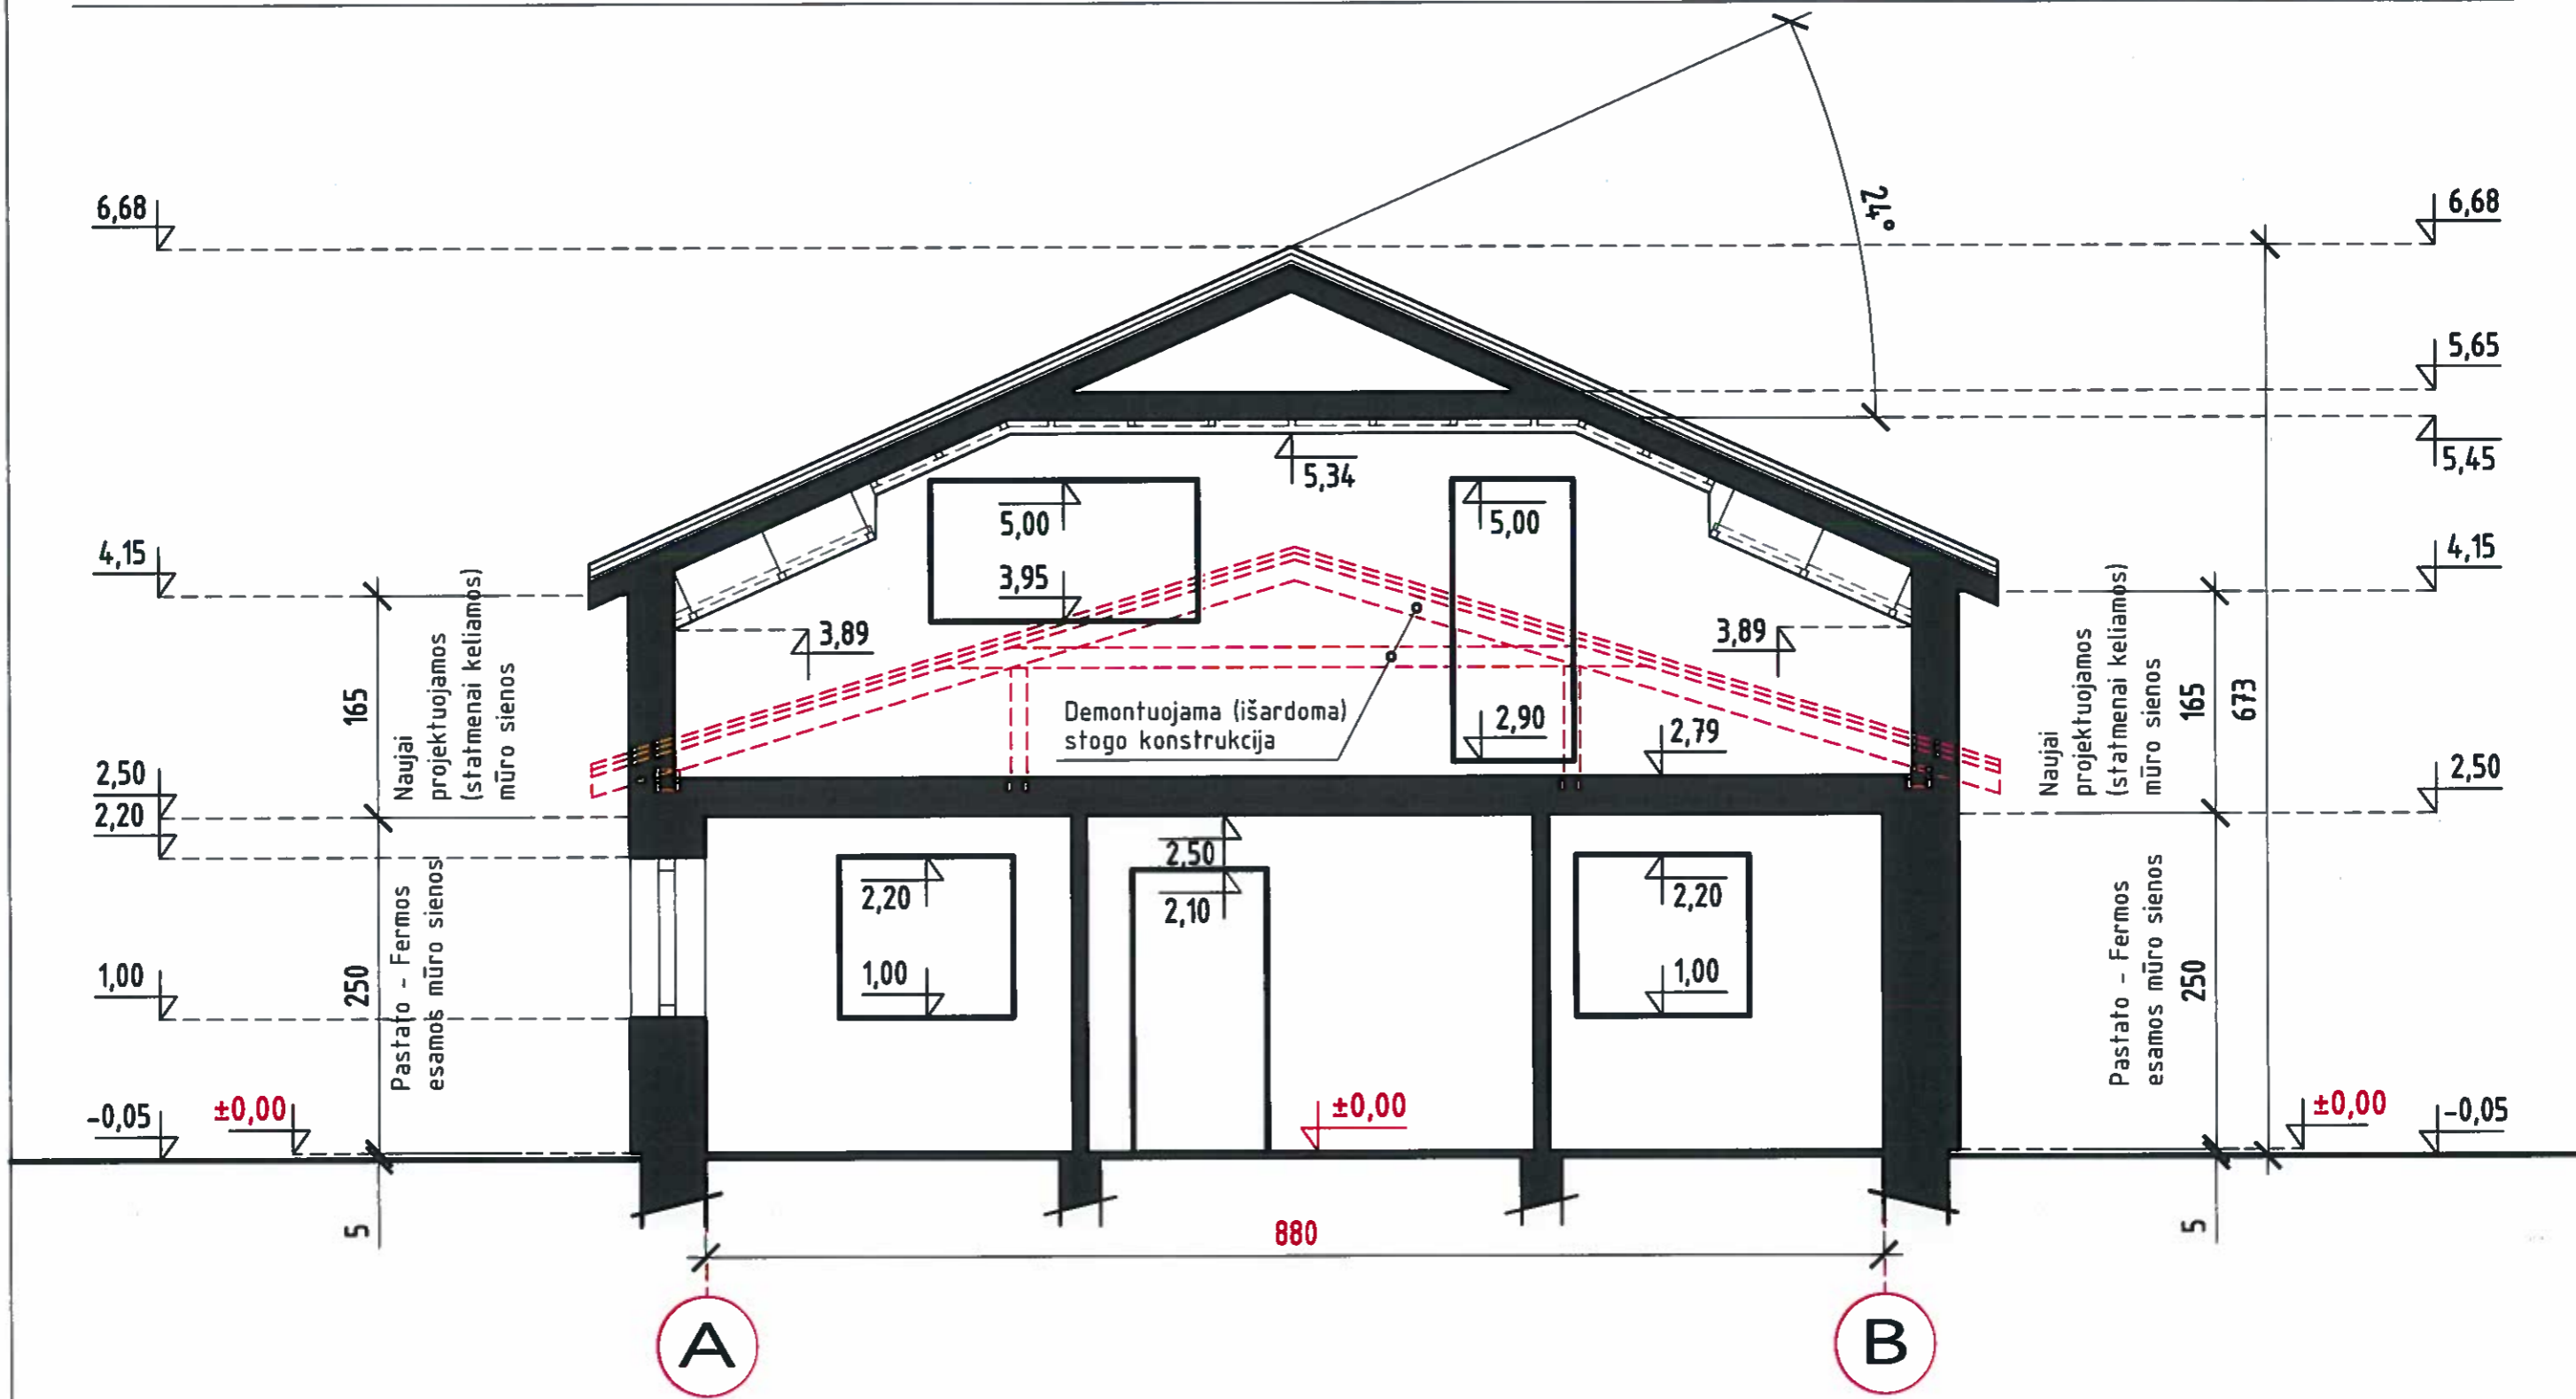 24°
6,68
6,68
5,65
5,45
5,34
5,00
5,00
4,15
4,15
3,95
3,89
3,89
Naujai
projektuojamos
(statmenai keliamos)
mūro sienos
165
Demontuojama (išardoma)
stogo konstrukcija
2,90
2,79
Naujai
projektuojamos
(statmenai keliamos)
mūro sienos
165
673
2,50
2,20
2,50
2,50
2,20
2,10
2,20
1,00
1,00
1,00
250
Pastato - Fermos
esamos mūro sienos
Pastato - Fermos
esamos mūro sienos
250
-0,05
±0,00
±0,00
±0,00
-0,05
5
880
5
A
B